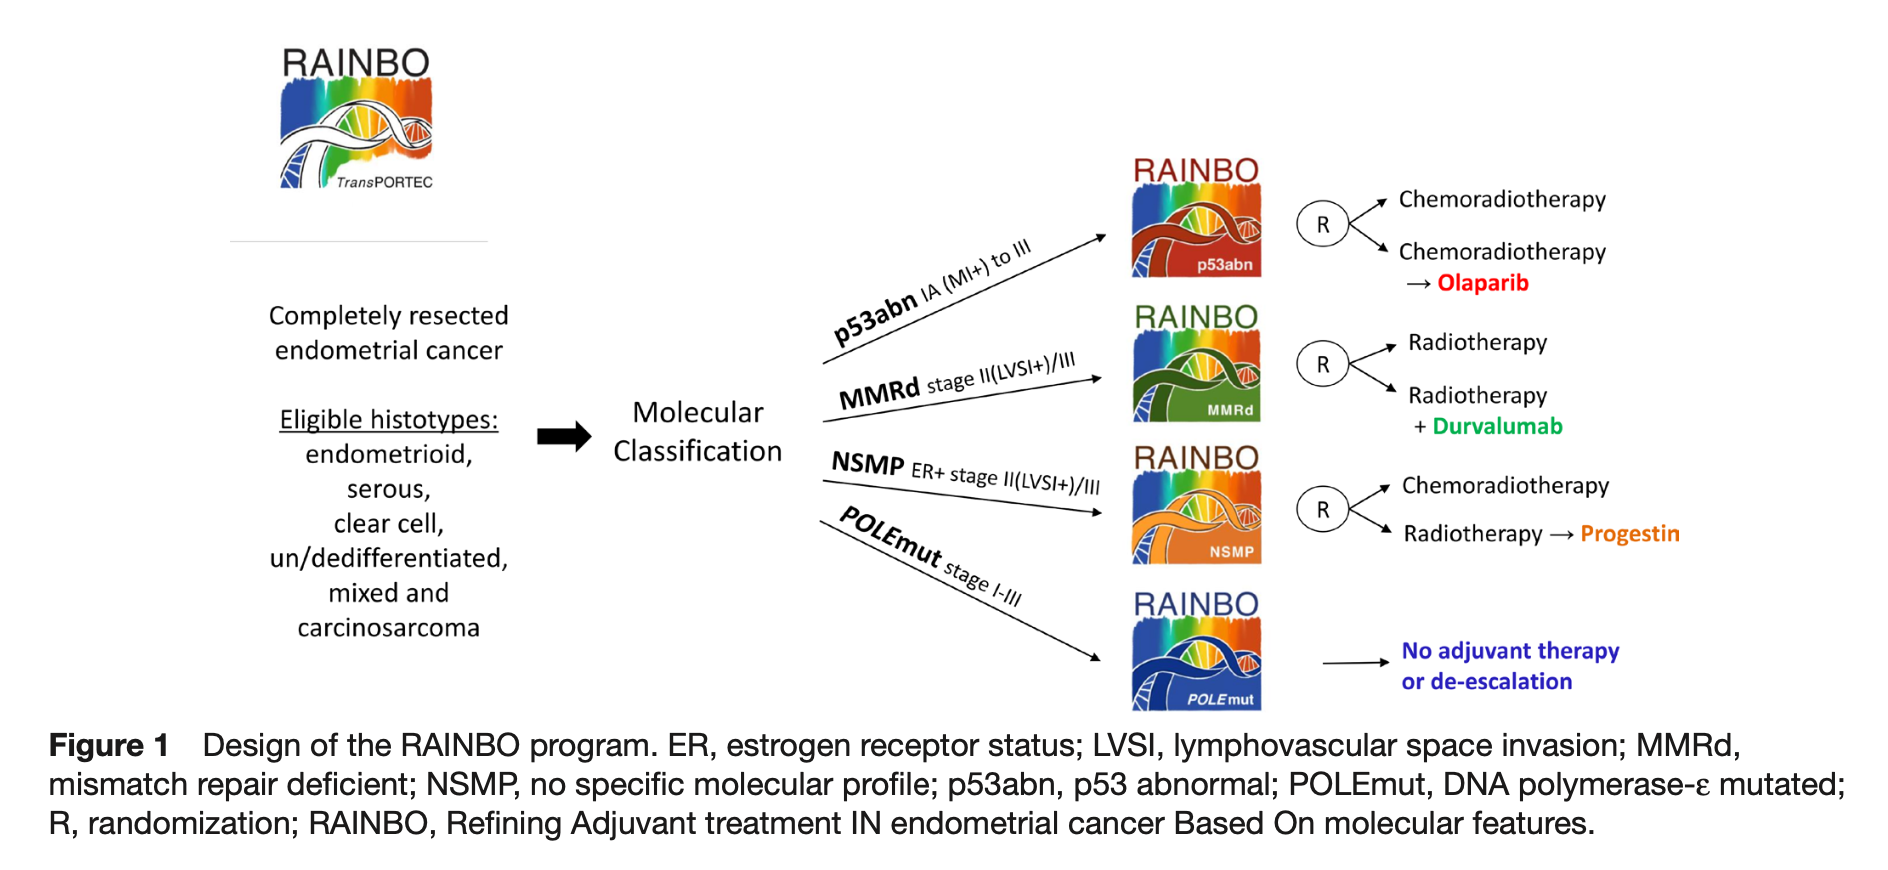 RAINBO
TransPORTEC
Completely resected
endometrial cancer
Eligible histotypes:
endometrioid,
serous,
clear cell,
un/dedifferentiated,
mixed and
carcinosarcoma
Molecular
Classification
p53abn IA (MI+) to III
MMRd stage II(LVSI+)/III
NSMP ER+ stage II(LVSI+)/III
POLEmut stage I-III
RAINBO
p53abn
R
Chemoradiotherapy
Chemoradiotherapy
→ Olaparib
RAINBO
MMRd
R
Radiotherapy
Radiotherapy
+ Durvalumab
RAINBO
NSMP
R
Chemoradiotherapy
Radiotherapy → Progestin
RAINBO
POLEmut
No adjuvant therapy
or de-escalation
Figure 1 Design of the RAINBO program. ER, estrogen receptor status; LVSI, lymphovascular space invasion; MMRd,
mismatch repair deficient; NSMP, no specific molecular profile; p53abn, p53 abnormal; POLEmut, DNA polymerase-ε mutated;
R, randomization; RAINBO, Refining Adjuvant treatment IN endometrial cancer Based On molecular features.